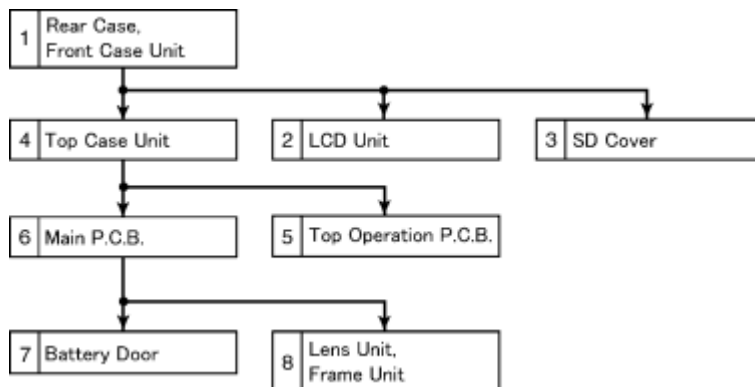 1 Rear Case,
Front Case Unit
4 Top Case Unit
2 LCD Unit
3 SD Cover
6 Main P.C.B.
5 Top Operation P.C.B.
7 Battery Door
8 Lens Unit,
Frame Unit